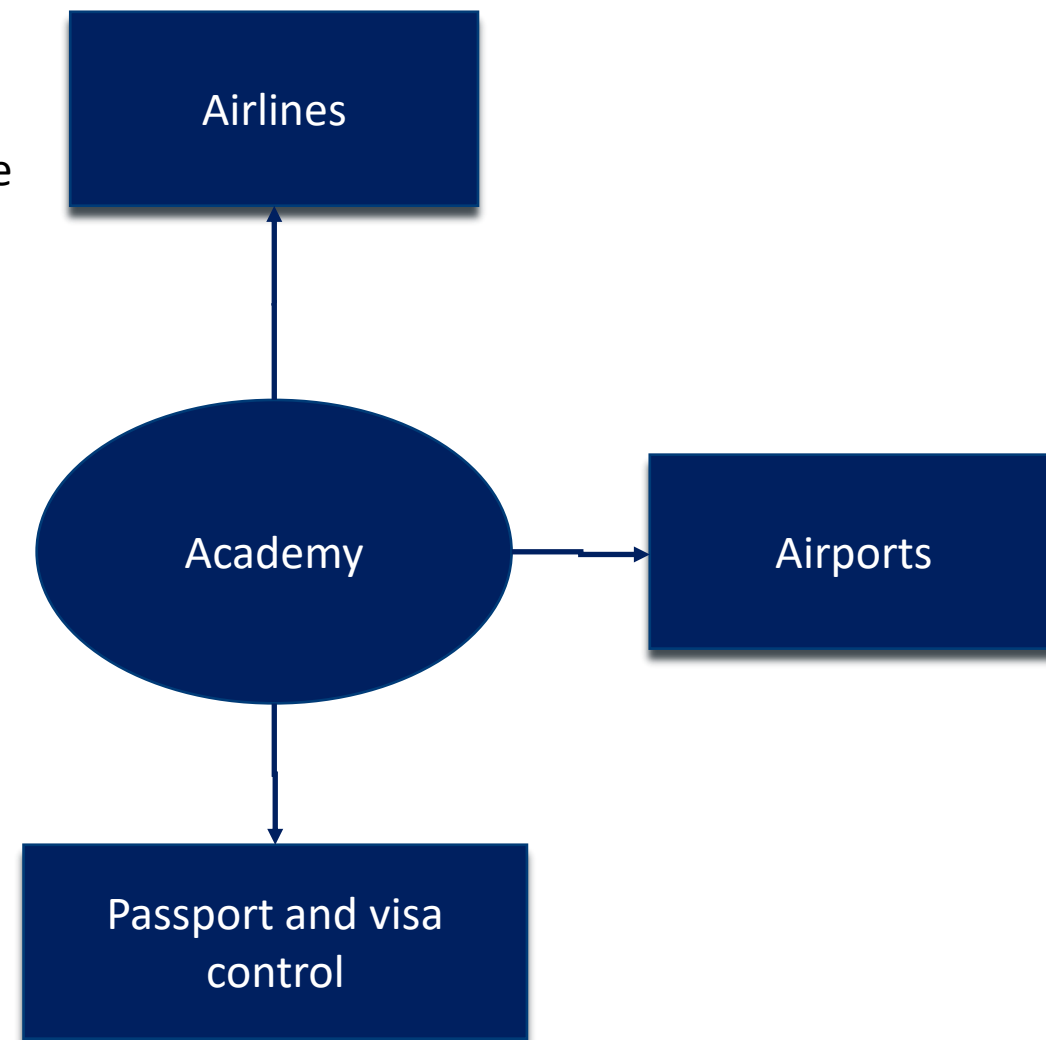 Airlines
e
Academy
Airports
Passport and visa
control